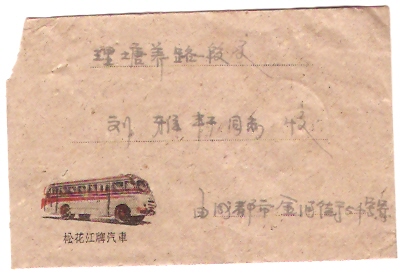 理塘养路段交
刘雅轩同志收
由成都市金河街
松花江牌汽車